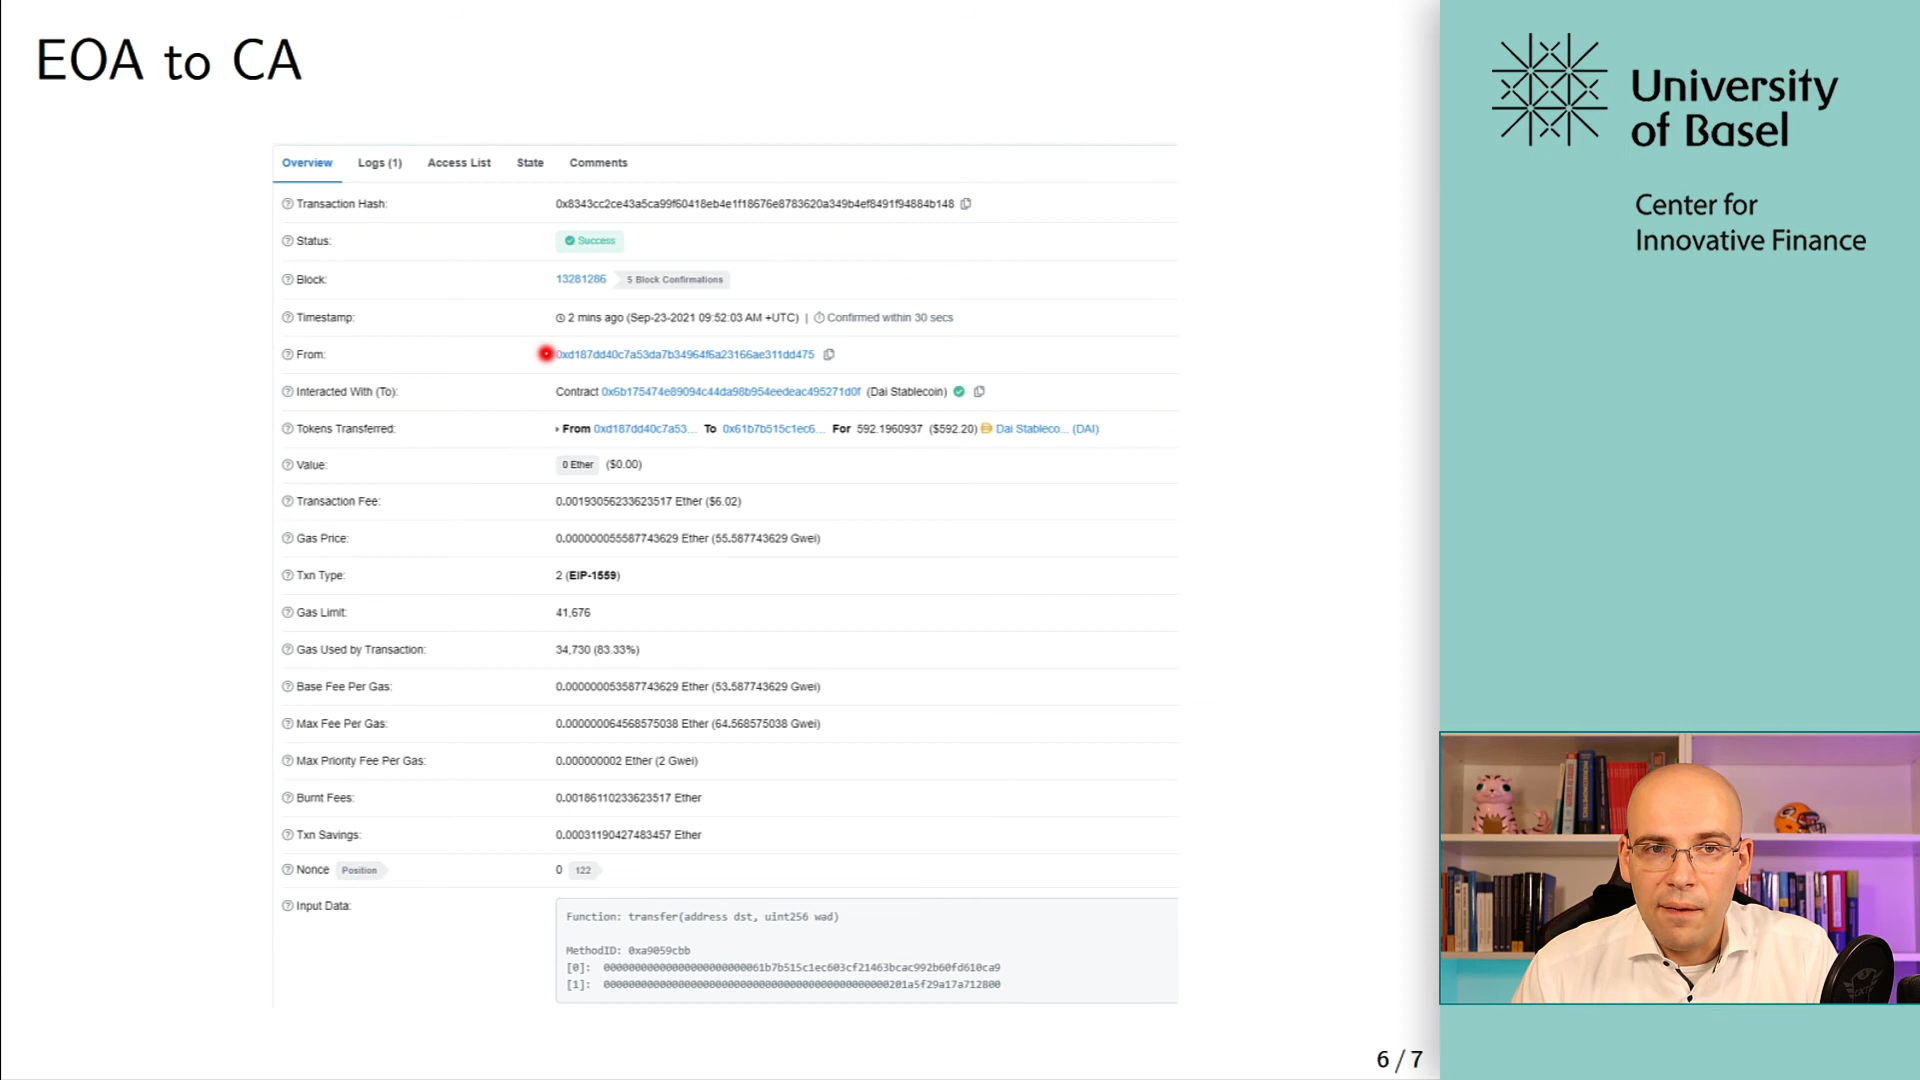 EOA to CA
Overview Logs (1) Access List State Comments
Transaction Hash: 0x8343cc2ce43a5ca99f60418eb4e1f18676e8783620a349b4ef8491f94884b148
Status: Success
Block: 13281286 5 Block Confirmations
Timestamp: 2 mins ago (Sep-23-2021 09:52:03 AM +UTC) | Confirmed within 30 secs
From: 0xd187dd40c7a53da7b34964f6a23166ae311dd475
Interacted With (To): Contract 0x6b175474e89094c44da98b954eedeac495271d0f (Dai Stablecoin)
Tokens Transferred: From 0xd187dd40c7a53... To 0x61b7b515c1ec6... For 592.1960937 ($592.20) Dai Stableco... (DAI)
Value: 0 Ether ($0.00)
Transaction Fee: 0.00193056233623517 Ether ($6.02)
Gas Price: 0.000000055587743629 Ether (55.587743629 Gwei)
Txn Type: 2 (EIP-1559)
Gas Limit: 41,676
Gas Used by Transaction: 34,730 (83.33%)
Base Fee Per Gas: 0.000000053587743629 Ether (53.587743629 Gwei)
Max Fee Per Gas: 0.000000064568575038 Ether (64.568575038 Gwei)
Max Priority Fee Per Gas: 0.000000002 Ether (2 Gwei)
Burnt Fees: 0.00186110233623517 Ether
Txn Savings: 0.00031190427483457 Ether
Nonce Position 0 122
Input Data:
Function: transfer(address dst, uint256 wad)
MethodID: 0xa9059cbb
[0]: 00000000000000000000000061b7b515c1ec603cf21463bcac992b60fd610ca9
[1]: 0000000000000000000000000000000000000000000000201a5f29a17a712800
6 / 7
University
of Basel
Center for
Innovative Finance